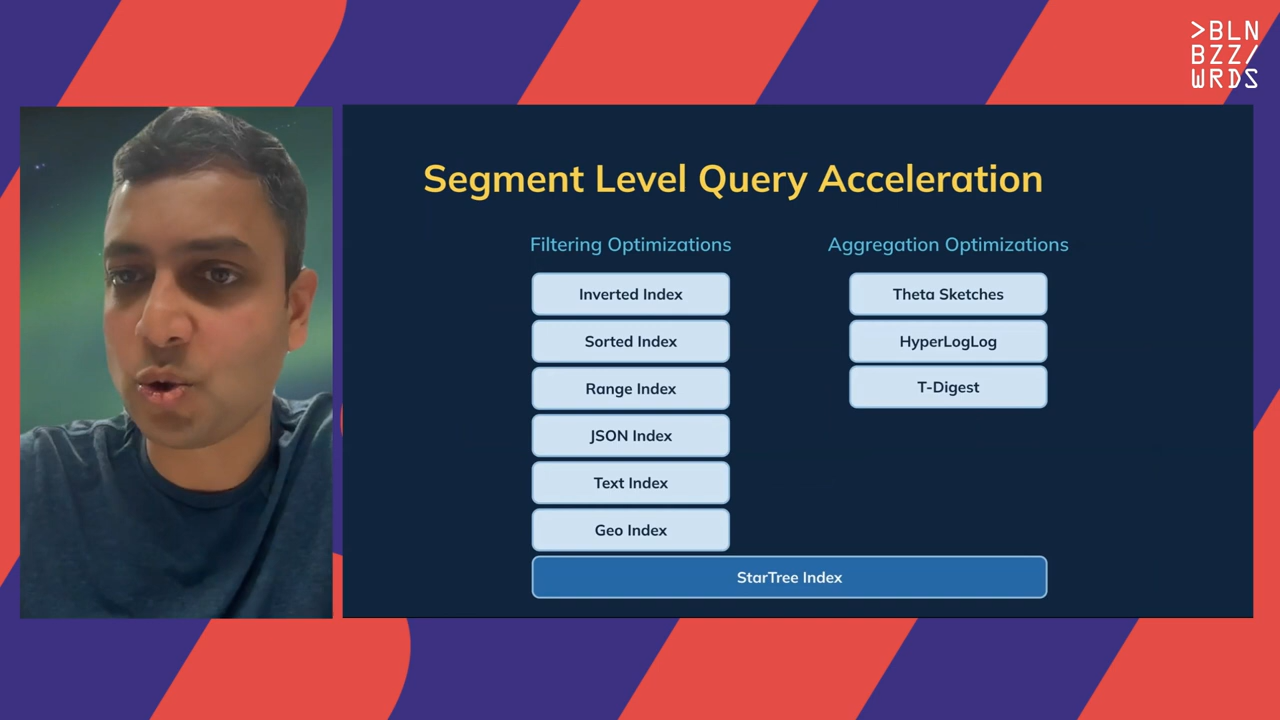 >BLN
BZZ/
WRDS
Segment Level Query Acceleration
Filtering Optimizations
Inverted Index
Sorted Index
Range Index
JSON Index
Text Index
Geo Index
Aggregation Optimizations
Theta Sketches
HyperLogLog
T-Digest
StarTree Index